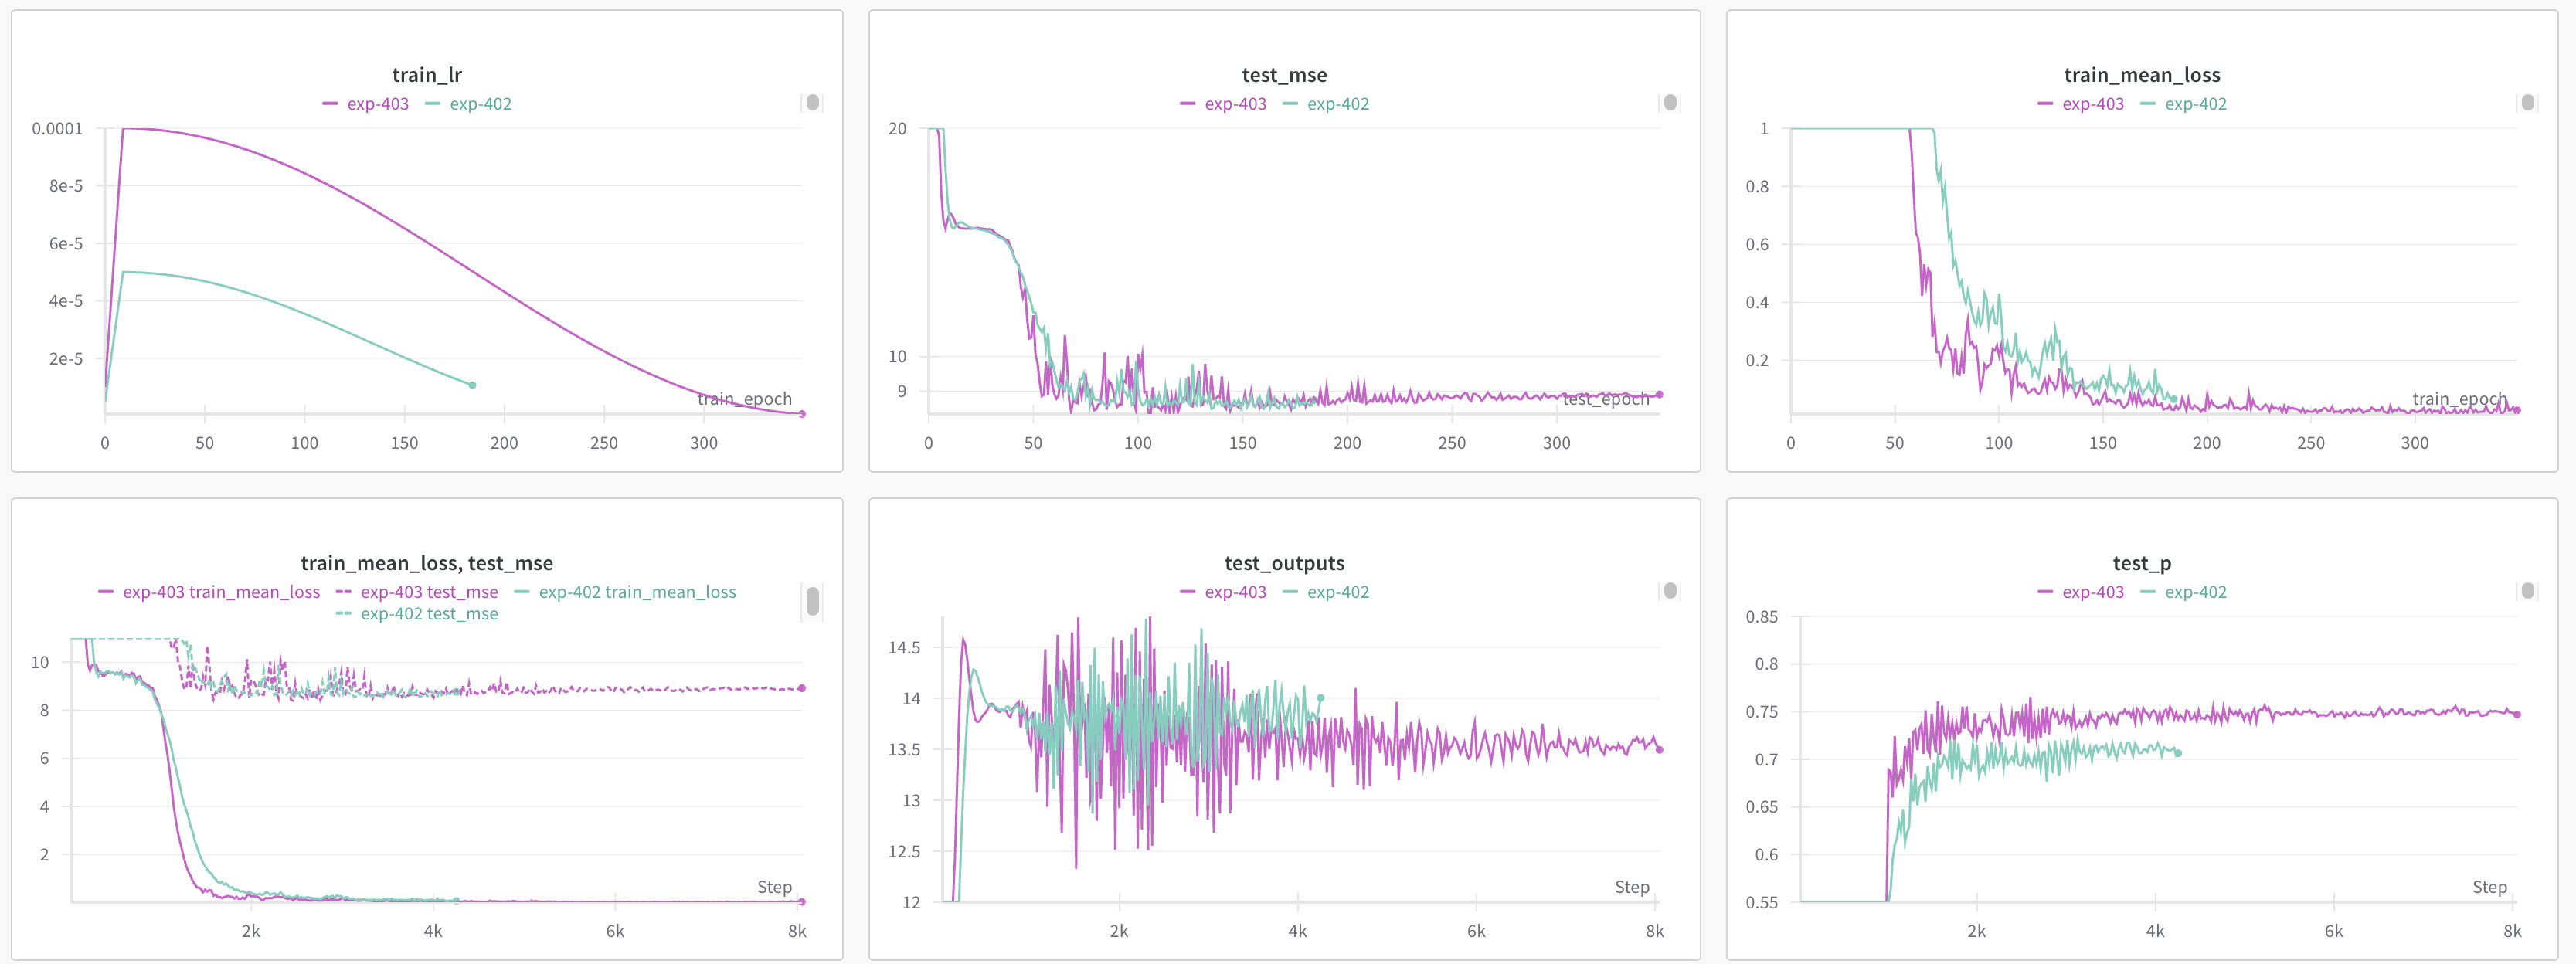 train_lr
exp-403 exp-402
0.0001
8e-5
6e-5
4e-5
2e-5
train_epoch
0 50 100 150 200 250 300
test_mse
exp-403 exp-402
20
10
9
test_epoch
0 50 100 150 200 250 300
train_mean_loss
exp-403 exp-402
1
0.8
0.6
0.4
0.2
train_epoch
0 50 100 150 200 250 300
train_mean_loss, test_mse
exp-403 train_mean_loss exp-403 test_mse exp-402 train_mean_loss
exp-402 test_mse
10
8
6
4
2
Step
2k 4k 6k 8k
test_outputs
exp-403 exp-402
14.5
14
13.5
13
12.5
12
Step
2k 4k 6k 8k
test_p
exp-403 exp-402
0.85
0.8
0.75
0.7
0.65
0.6
0.55
Step
2k 4k 6k 8k